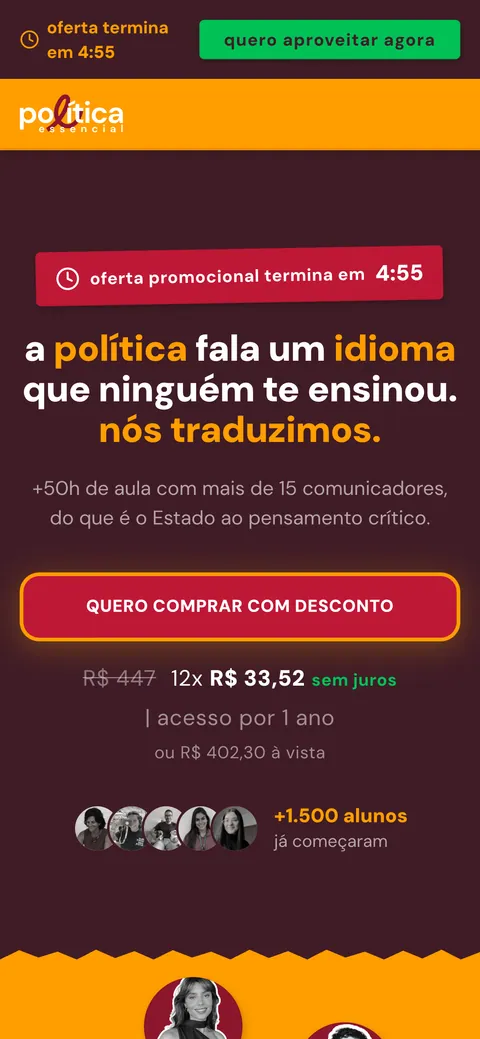 oferta termina
em 4:55
quero aproveitar agora
política
essencial
oferta promocional termina em 4:55
a política fala um idioma
que ninguém te ensinou.
nós traduzimos.
+50h de aula com mais de 15 comunicadores,
do que é o Estado ao pensamento crítico.
QUERO COMPRAR COM DESCONTO
R$ 447 12x R$ 33,52 sem juros
| acesso por 1 ano
ou R$ 402,30 à vista
+1.500 alunos
já começaram